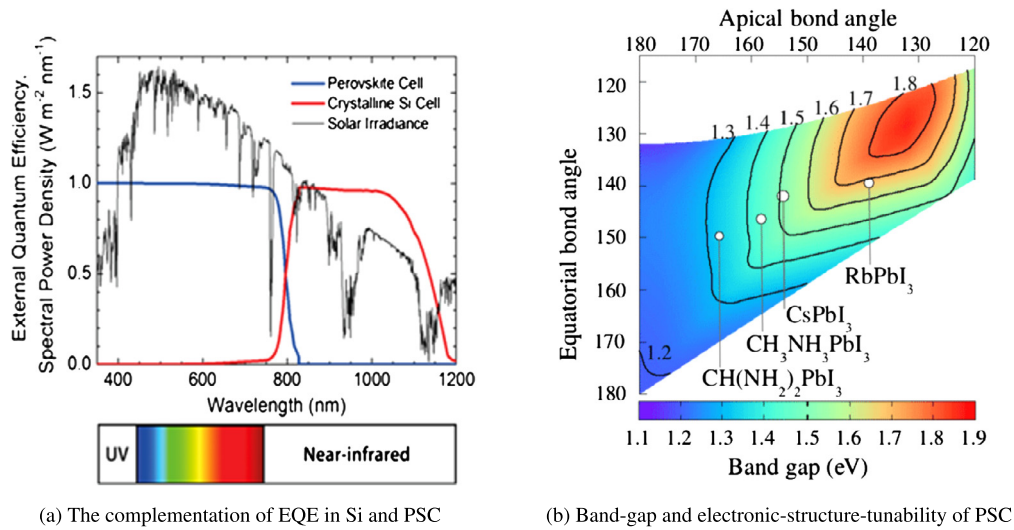 External Quantum Efficiency.
Spectral Power Density (W m⁻² nm⁻¹)
1.5
1.0
0.5
0.0
Perovskite Cell
Crystalline Si Cell
Solar Irradiance
400 600 800 1000 1200
Wavelength (nm)
UV
Near-infrared
(a) The complementation of EQE in Si and PSC
Apical bond angle
180 170 160 150 140 130 120
Equatorial bond angle
130
140
150
160
170
180
1.3
1.4
1.5
1.6
1.7
1.8
1.2
RbPbI₃
CsPbI₃
CH₃NH₃PbI₃
CH(NH₂)₂PbI₃
1.1 1.2 1.3 1.4 1.5 1.6 1.7 1.8 1.9
Band gap (eV)
(b) Band-gap and electronic-structure-tunability of PSC